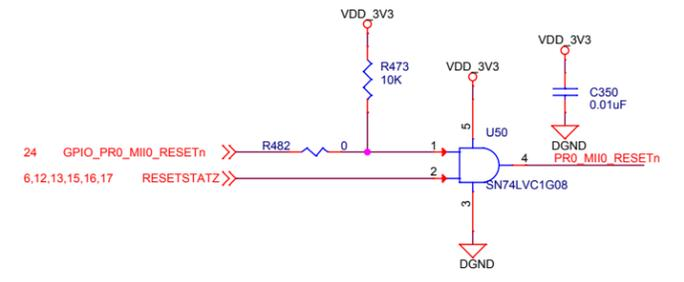 VDD_3V3
R473
10K
VDD_3V3
VDD_3V3
C350
0.01uF
DGND
5
U50
24 GPIO_PR0_MII0_RESETn R482 0 1
4 PR0_MII0_RESETn
6,12,13,15,16,17 RESETSTATZ 2
SN74LVC1G08
3
DGND